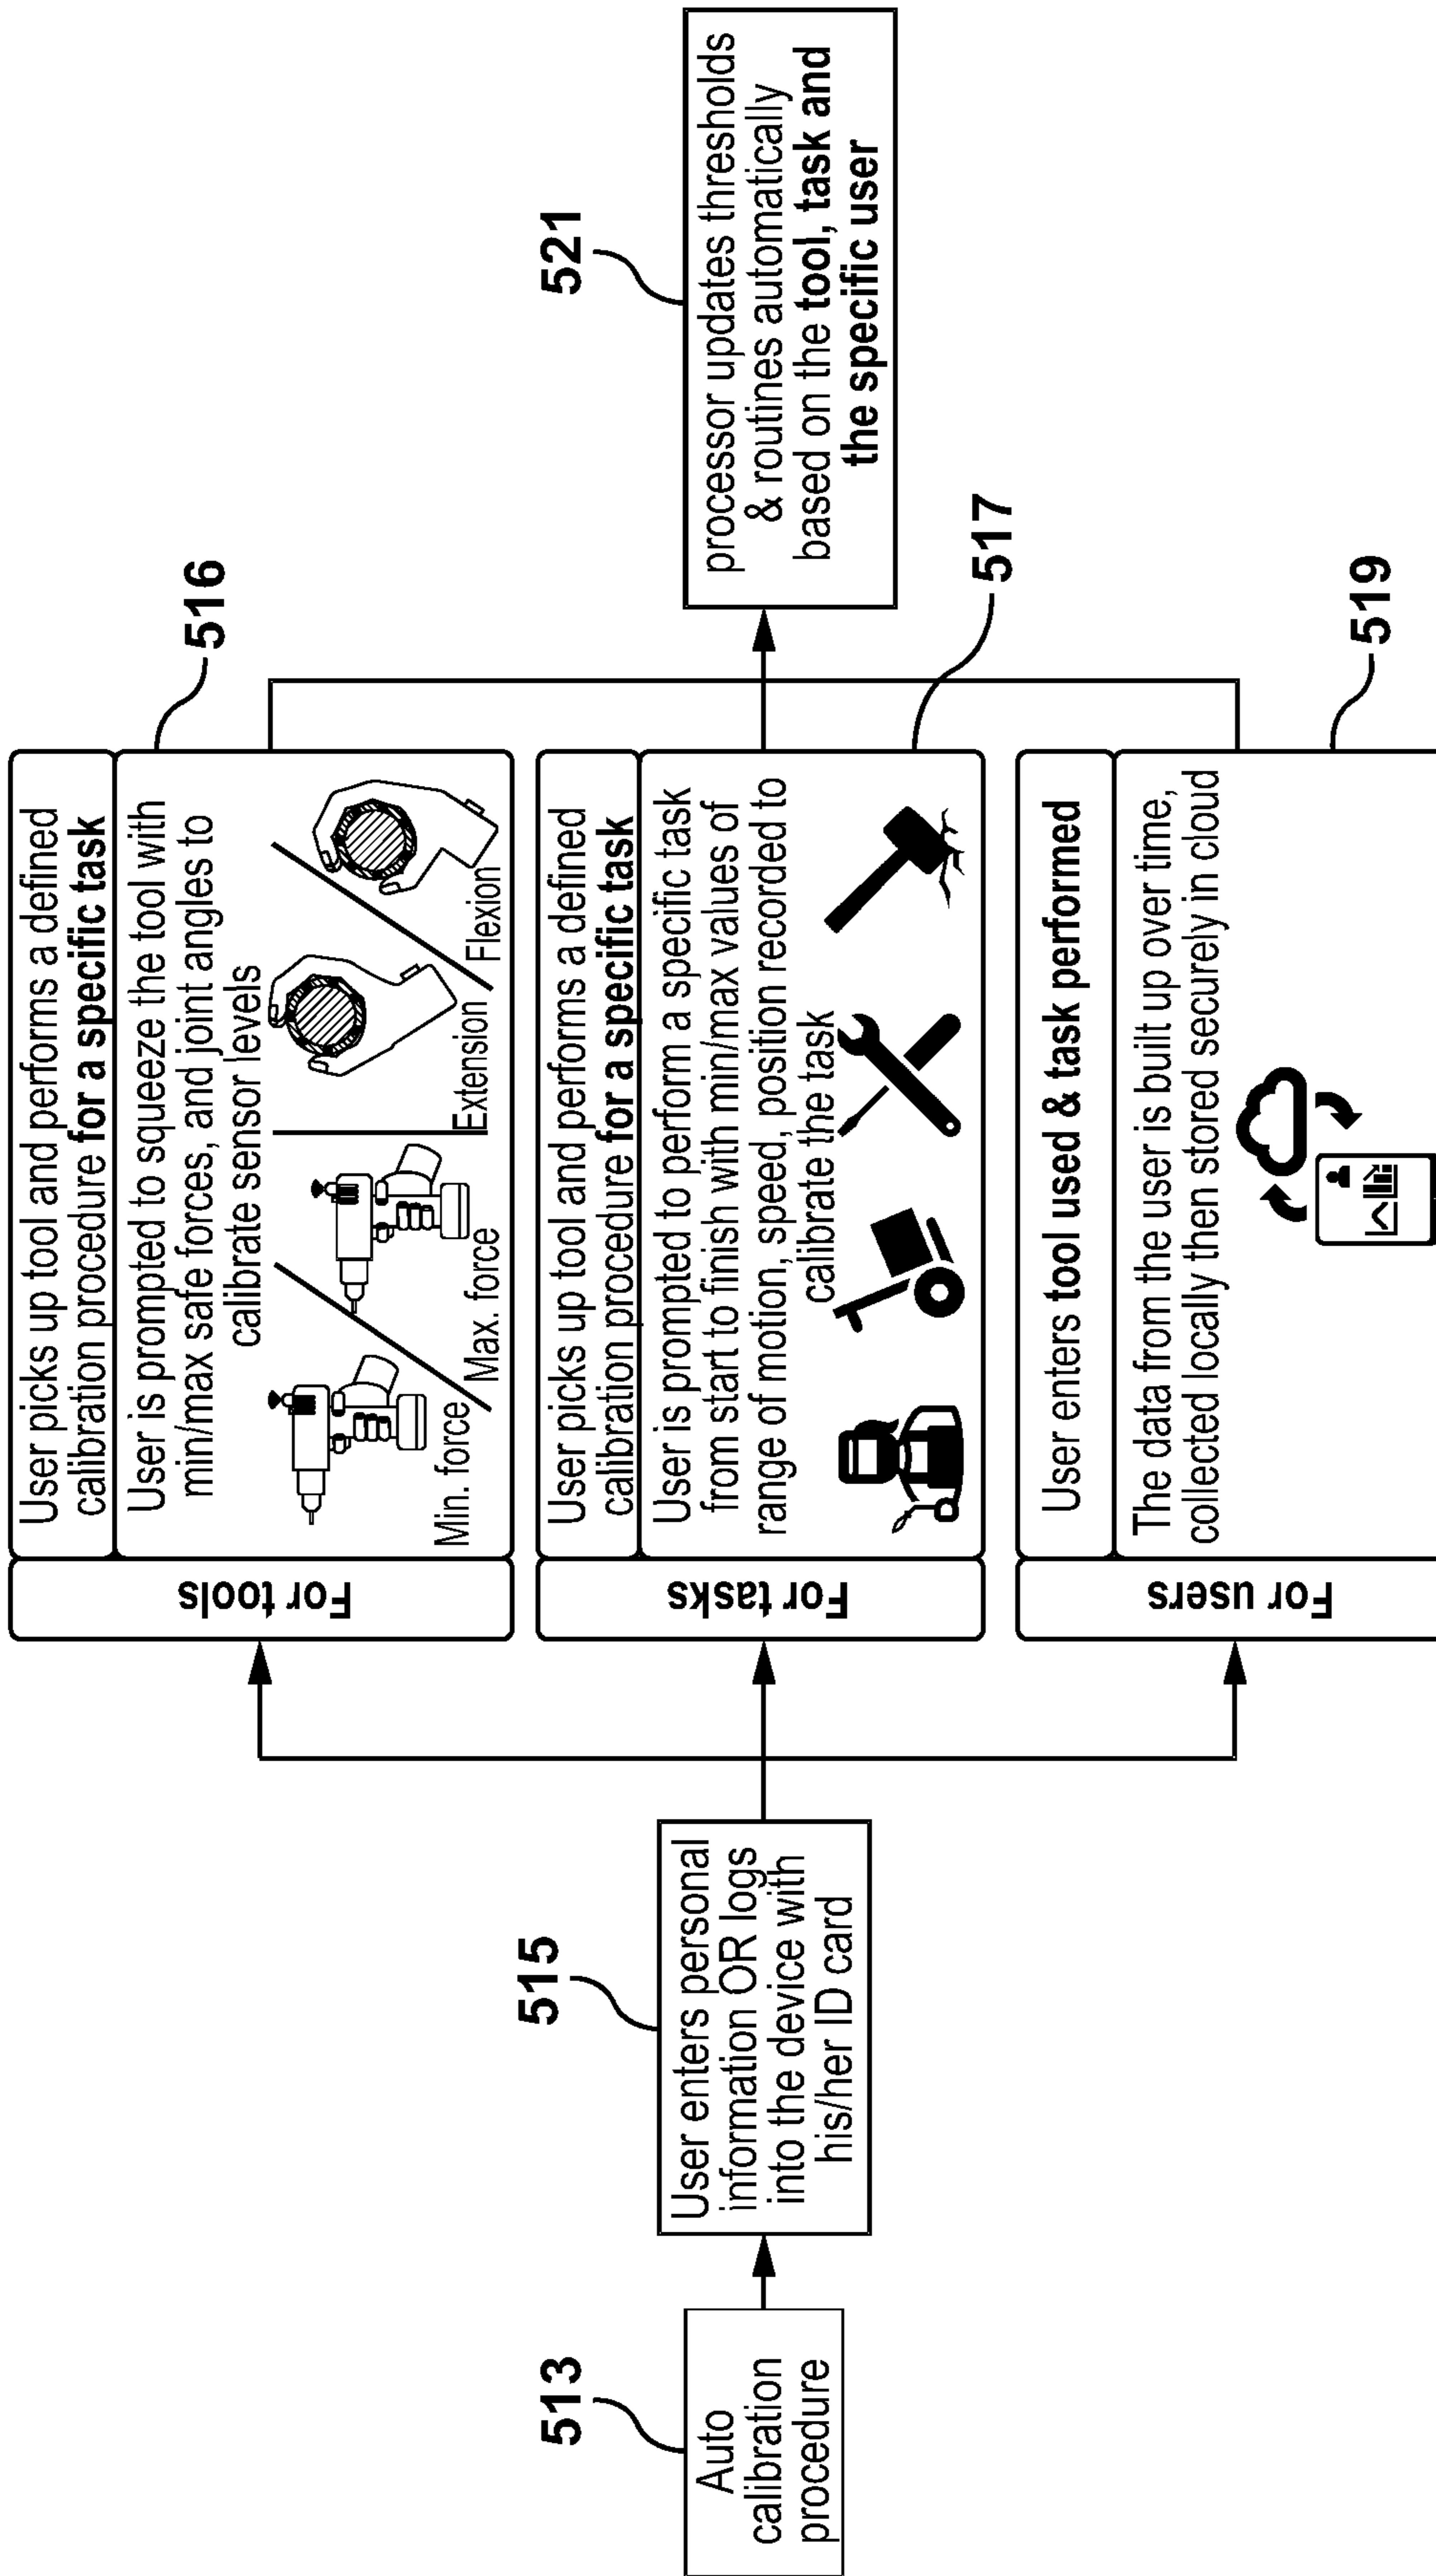 513
Auto
calibration
procedure
515
User enters personal
information OR logs
into the device with
his/her ID card
For tools
User picks up tool and performs a defined
calibration procedure for a specific task
516
User is prompted to squeeze the tool with
min/max safe forces, and joint angles to
calibrate sensor levels
Min. force
Max. force
Extension
Flexion
For tasks
User picks up tool and performs a defined
calibration procedure for a specific task
User is prompted to perform a specific task
from start to finish with min/max values of
range of motion, speed, position recorded to
calibrate the task
517
For users
User enters tool used & task performed
The data from the user is built up over time,
collected locally then stored securely in cloud
519
521
processor updates thresholds
& routines automatically
based on the tool, task and
the specific user